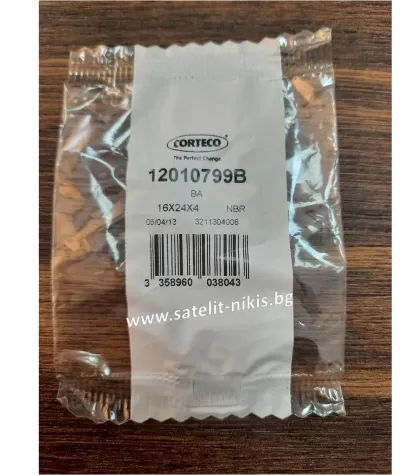 CORTECO
The Perfect Change
12010799B
BA
16X24X4 NBR
05/04/13 3211304006
3 358960 038043
www.satelit-nikis.bg